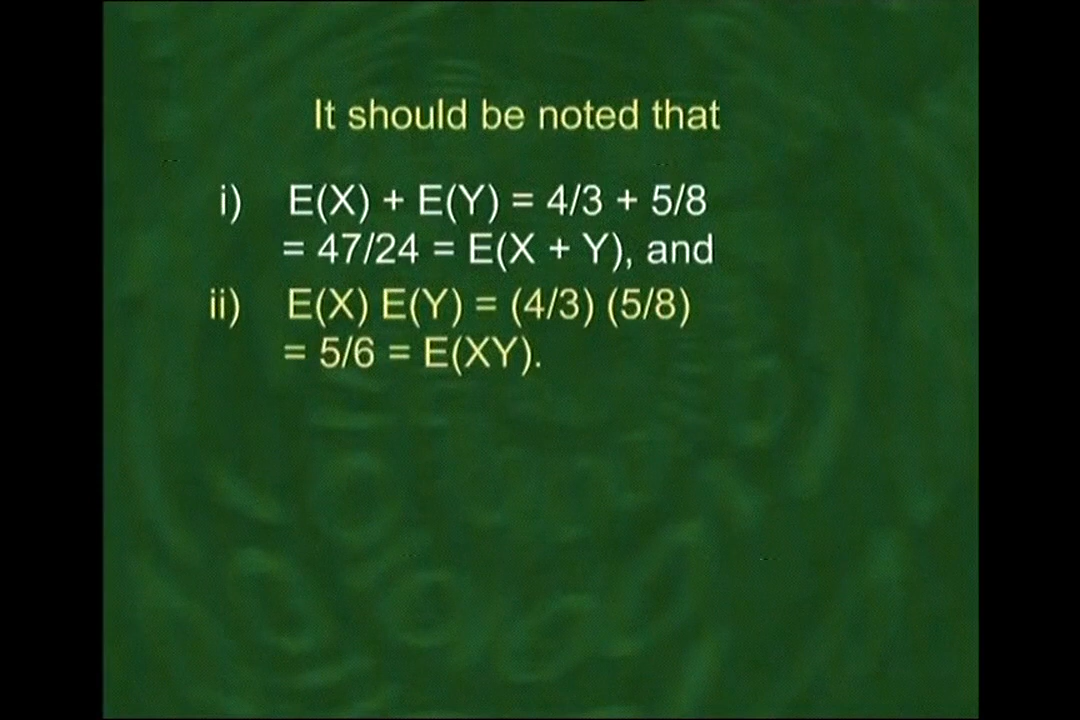 It should be noted that
i) E(X) + E(Y) = 4/3 + 5/8
= 47/24 = E(X + Y), and
ii) E(X) E(Y) = (4/3) (5/8)
= 5/6 = E(XY).